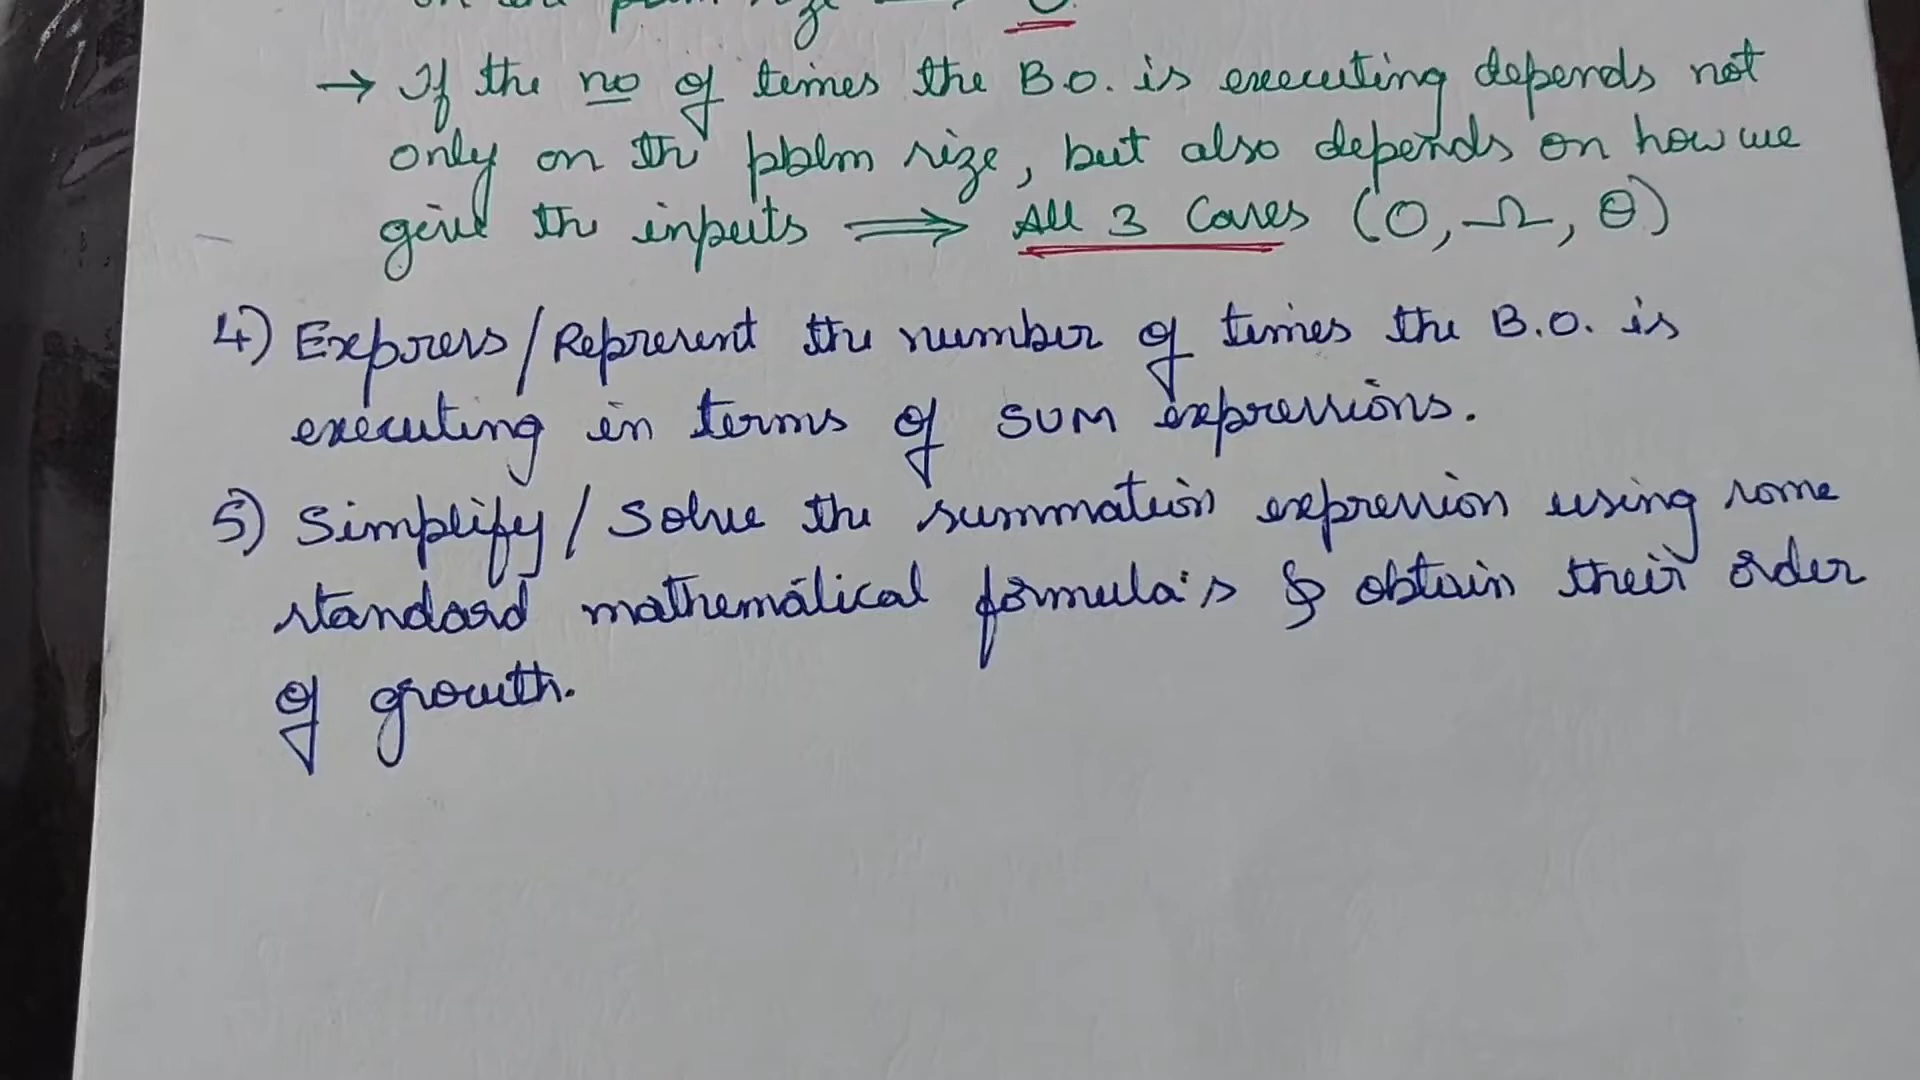 → If the no of times the B.O. is executing depends not
only on the pblm size, but also depends on how we
give the inputs ⟹ All 3 Cases (O, Ω, Θ)
4) Express/Represent the number of times the B.O. is
executing in terms of SUM expressions.
5) Simplify/Solve the summation expression using some
standard mathematical formula's & obtain their order
of growth.